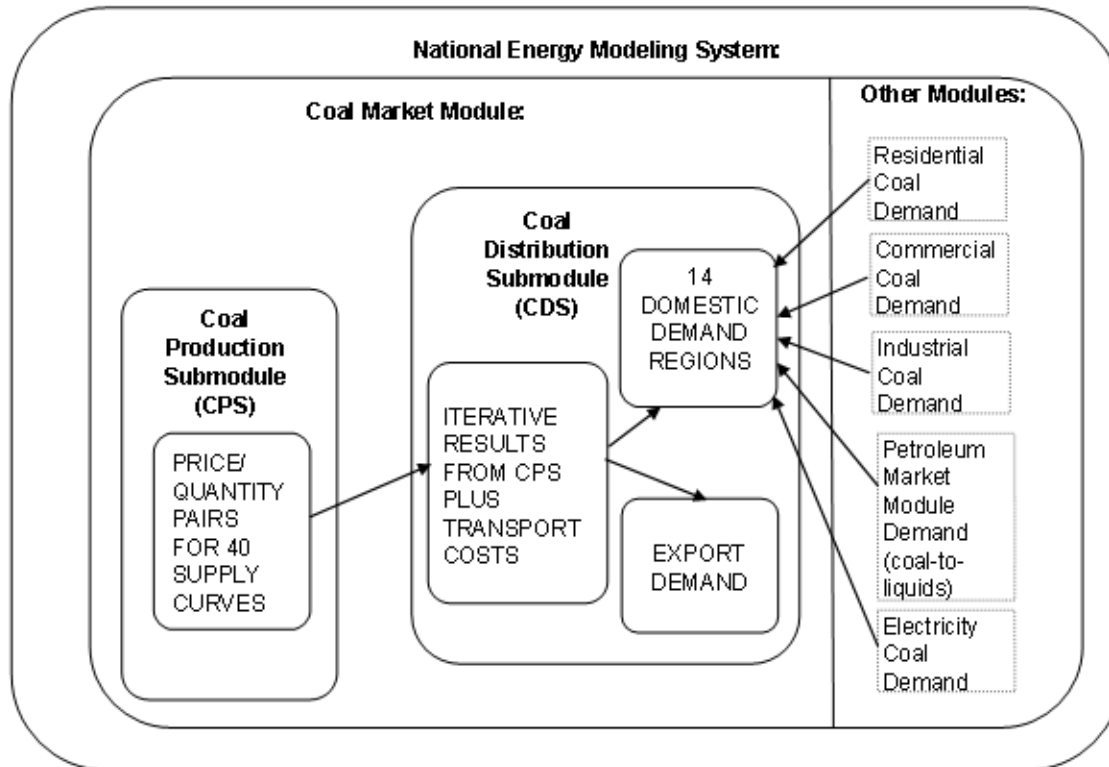 National Energy Modeling System:
Coal Market Module:
Other Modules:
Coal
Production
Submodule
(CPS)
PRICE/
QUANTITY
PAIRS
FOR 40
SUPPLY
CURVES
Coal
Distribution
Submodule
(CDS)
ITERATIVE
RESULTS
FROM CPS
PLUS
TRANSPORT
COSTS
14
DOMESTIC
DEMAND
REGIONS
EXPORT
DEMAND
Residential
Coal
Demand
Commercial
Coal
Demand
Industrial
Coal
Demand
Petroleum
Market
Module
Demand
(coal-to-
liquids)
Electricity
Coal
Demand